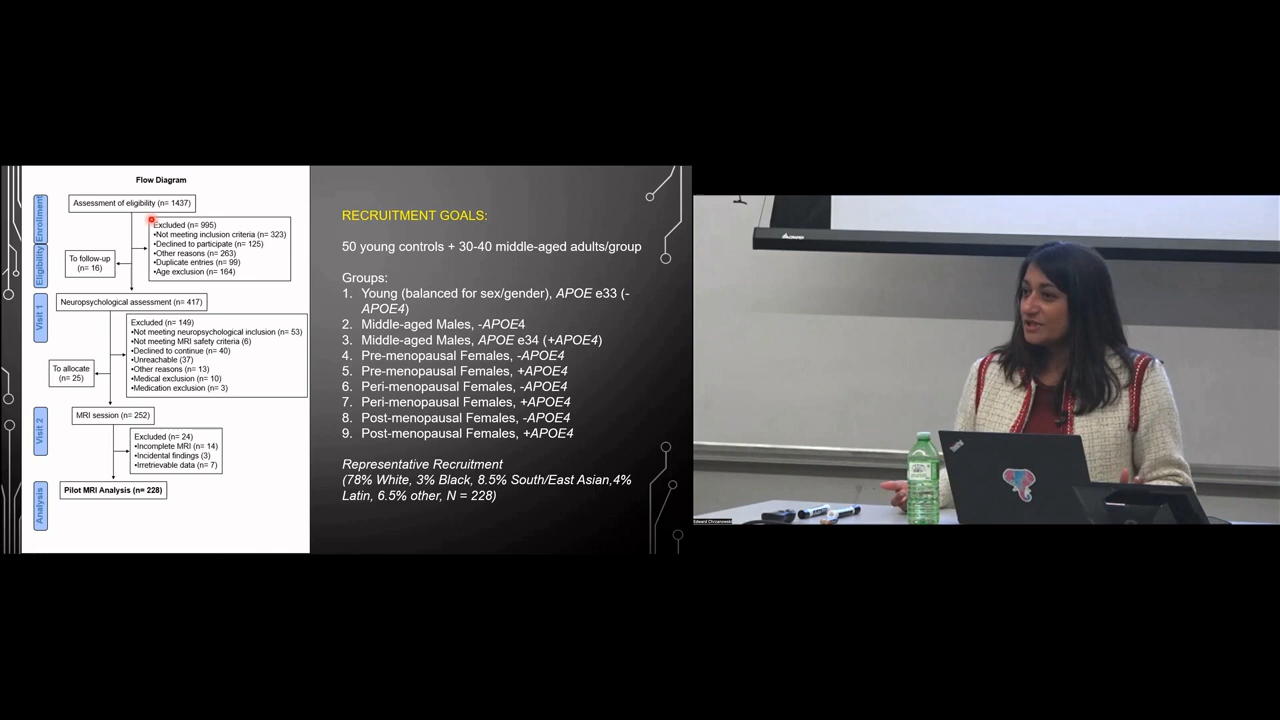 Flow Diagram
Enrollment
Assessment of eligibility (n= 1437)
Excluded (n= 995)
•Not meeting inclusion criteria (n= 323)
•Declined to participate (n= 125)
•Other reasons (n= 263)
•Duplicate entries (n= 99)
•Age exclusion (n= 164)
Eligibility
To follow-up
(n= 16)
Visit 1
Neuropsychological assessment (n= 417)
Excluded (n= 149)
•Not meeting neuropsychological inclusion (n= 53)
•Not meeting MRI safety criteria (n= 6)
•Declined to continue (n= 40)
•Unreachable (37)
•Other reasons (n= 13)
•Medical exclusion (n= 10)
•Medication exclusion (n= 3)
To allocate
(n= 25)
Visit 2
MRI session (n= 252)
Excluded (n= 24)
•Incomplete MRI (n= 14)
•Incidental findings (n= 3)
•Irretrievable data (n= 7)
Analysis
Pilot MRI Analysis (n= 228)
RECRUITMENT GOALS:
50 young controls + 30-40 middle-aged adults/group
Groups:
1. Young (balanced for sex/gender), APOE e33 (-
APOE4)
2. Middle-aged Males, -APOE4
3. Middle-aged Males, APOE e34 (+APOE4)
4. Pre-menopausal Females, -APOE4
5. Pre-menopausal Females, +APOE4
6. Peri-menopausal Females, -APOE4
7. Peri-menopausal Females, +APOE4
8. Post-menopausal Females, -APOE4
9. Post-menopausal Females, +APOE4
Representative Recruitment
(78% White, 3% Black, 8.5% South/East Asian,4%
Latin, 6.5% other, N = 228)
ThinkPad
Edward Chrzanowski